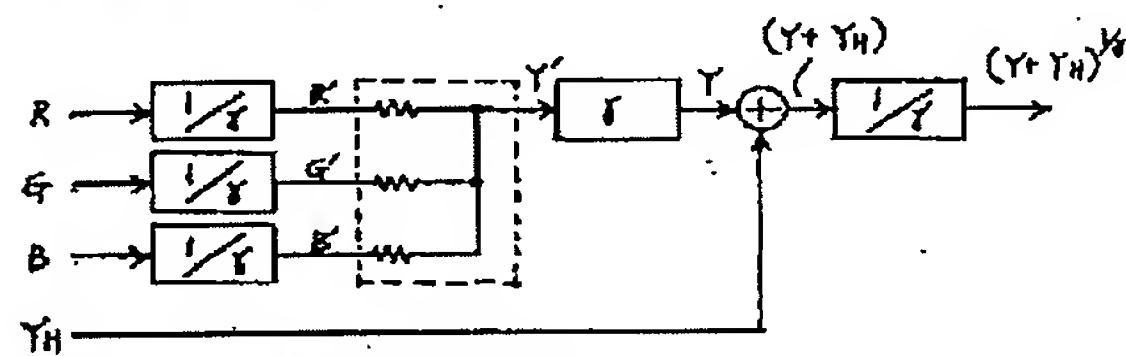 (Y+ YH)
(Y+ YH)^1/γ
R 1/γ R' Y' γ Y 1/γ
G 1/γ G'
B 1/γ B'
YH